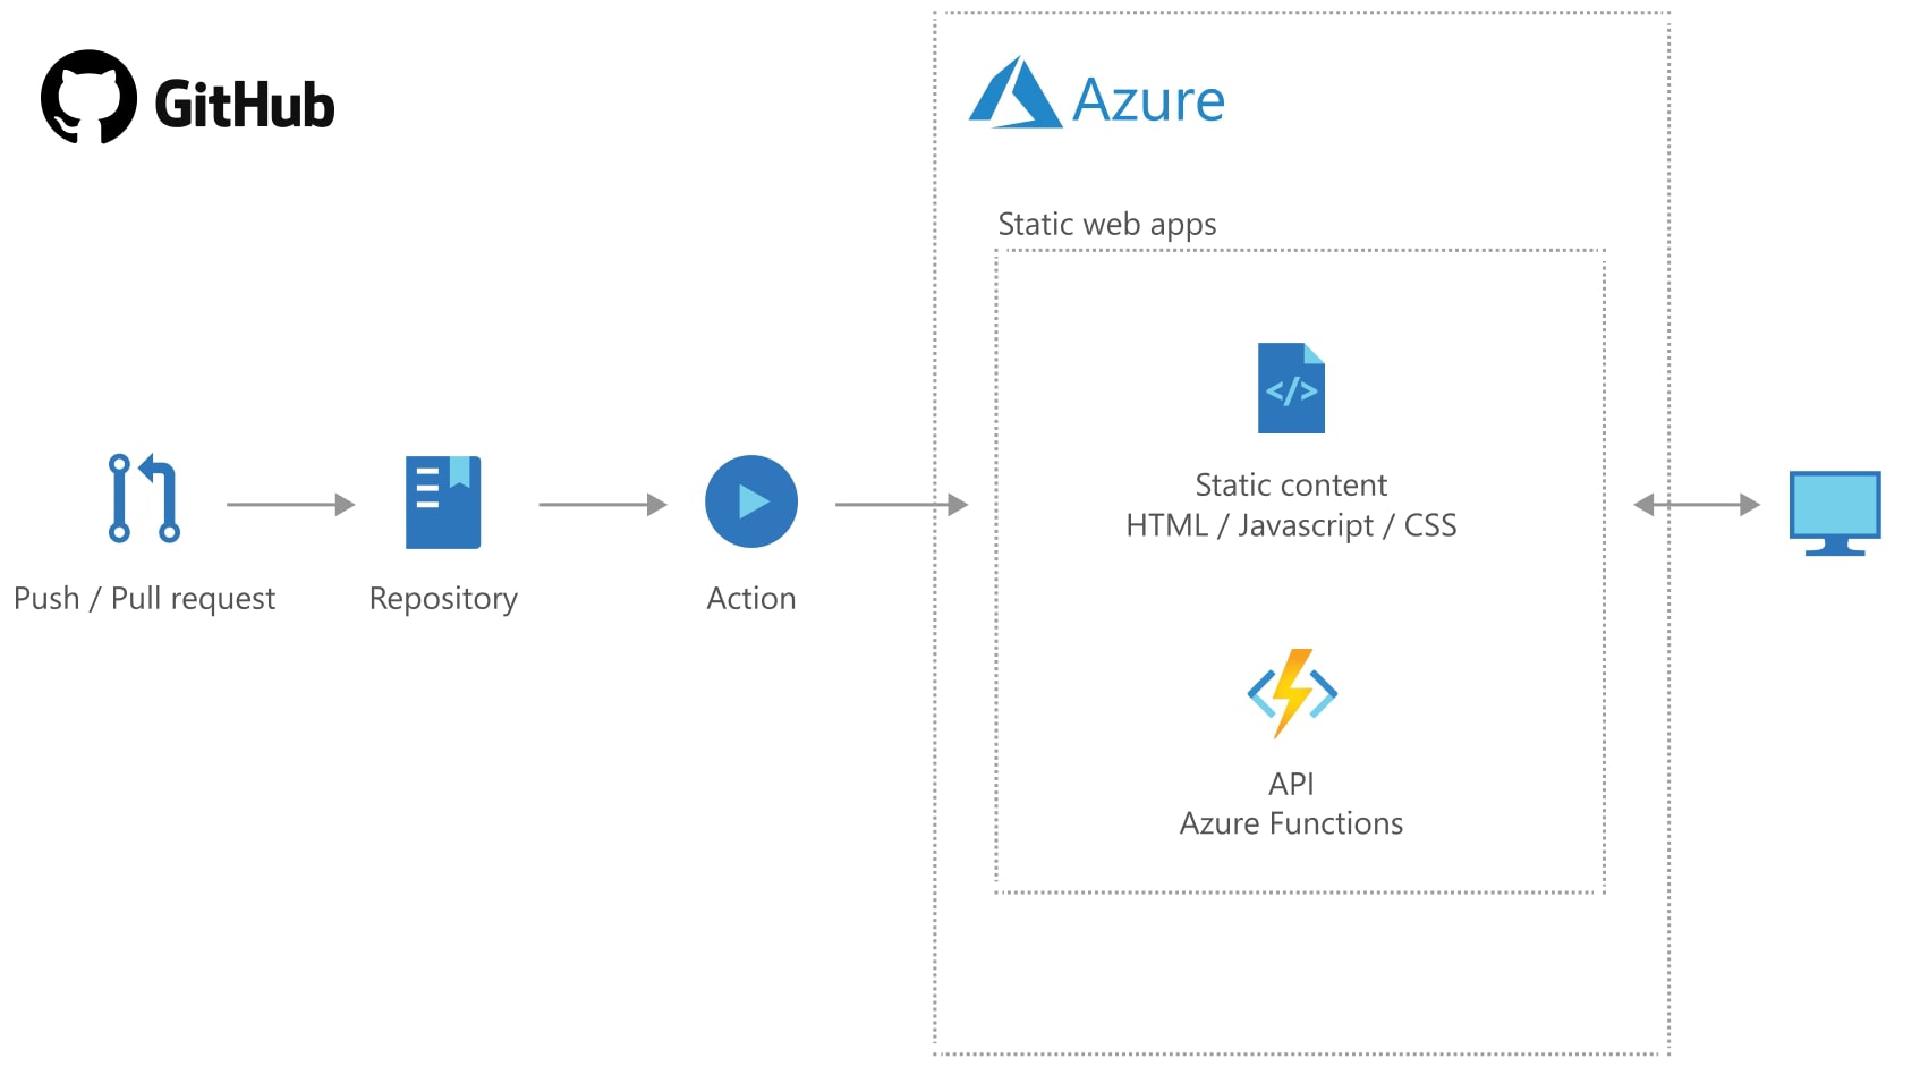 GitHub
Azure
Static web apps
</>
Static content
HTML / Javascript / CSS
Push / Pull request
Repository
Action
API
Azure Functions